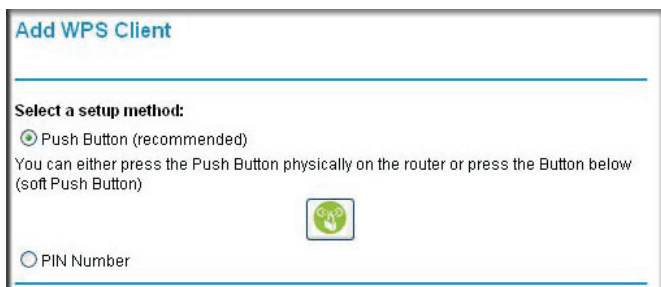 Add WPS Client
Select a setup method:
Push Button (recommended)
You can either press the Push Button physically on the router or press the Button below
(soft Push Button)
PIN Number